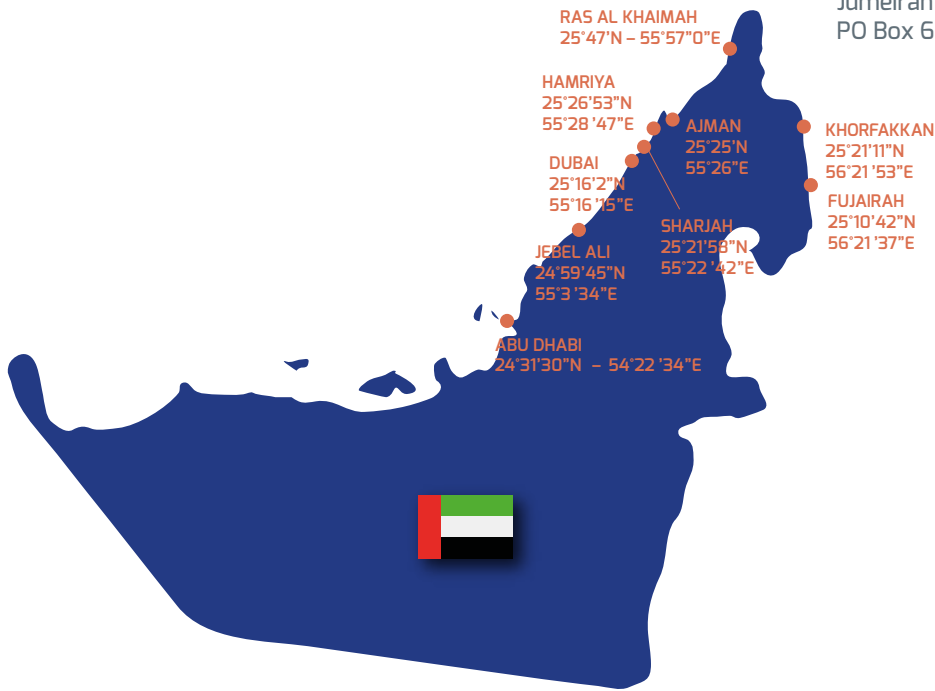 Jumeirah
PO Box 6
RAS AL KHAIMAH
25°47'N – 55°57"0"E
HAMRIYA
25°26'53"N
55°28 '47"E
AJMAN
25°25'N
55°26"E
KHORFAKKAN
25°21'11"N
56°21 '53"E
DUBAI
25°16'2"N
55°16 '15"E
FUJAIRAH
25°10'42"N
56°21 '37"E
SHARJAH
25°21'58"N
55°22 '42"E
JEBEL ALI
24°59'45"N
55°3 '34"E
ABU DHABI
24°31'30"N – 54°22 '34"E